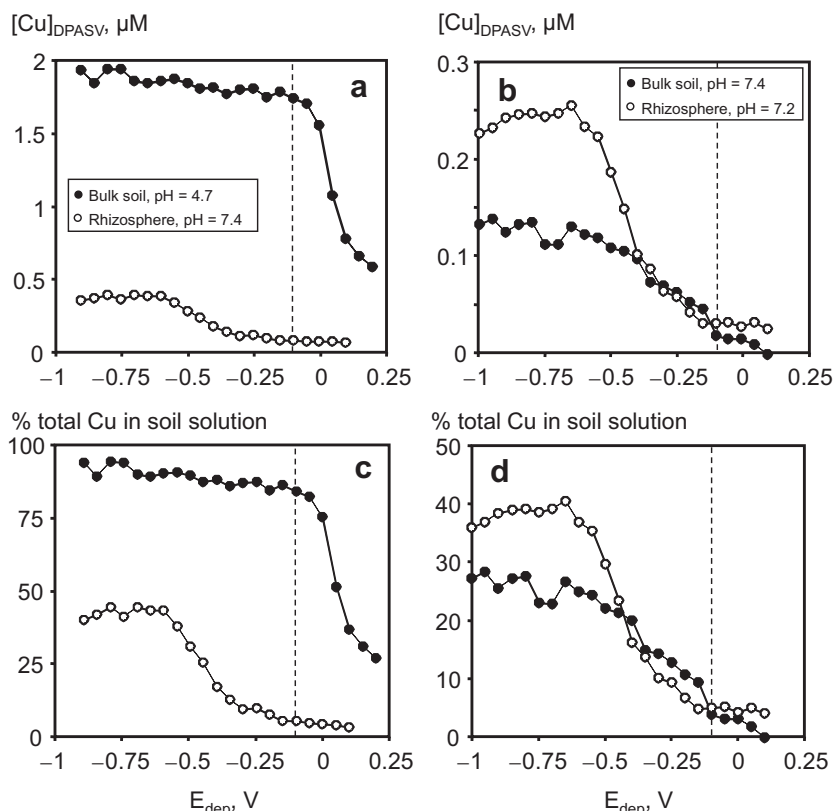 [Cu]DPASV, μM
2
1.5
1
0.5
0
a
Bulk soil, pH = 4.7
Rhizosphere, pH = 7.4
−1 −0.75 −0.5 −0.25 0 0.25
[Cu]DPASV, μM
0.3
0.2
0.1
0
b
Bulk soil, pH = 7.4
Rhizosphere, pH = 7.2
−1 −0.75 −0.5 −0.25 0 0.25
% total Cu in soil solution
100
75
50
25
0
c
−1 −0.75 −0.5 −0.25 0 0.25
Edep, V
% total Cu in soil solution
50
40
30
20
10
0
d
−1 −0.75 −0.5 −0.25 0 0.25
Edep, V